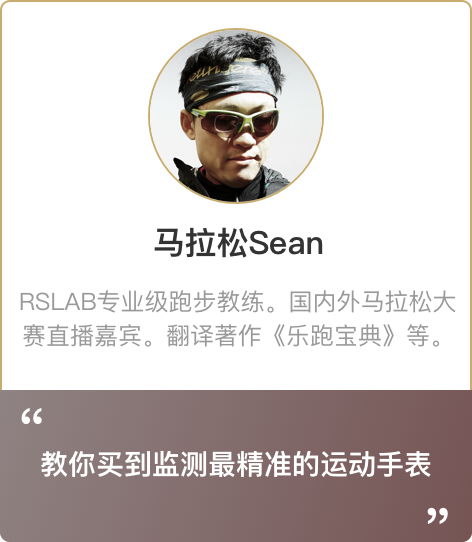 马拉松Sean
RSLAB专业级跑步教练。国内外马拉松大
赛直播嘉宾。翻译著作《乐跑宝典》等。
“
教你买到监测最精准的运动手表
”